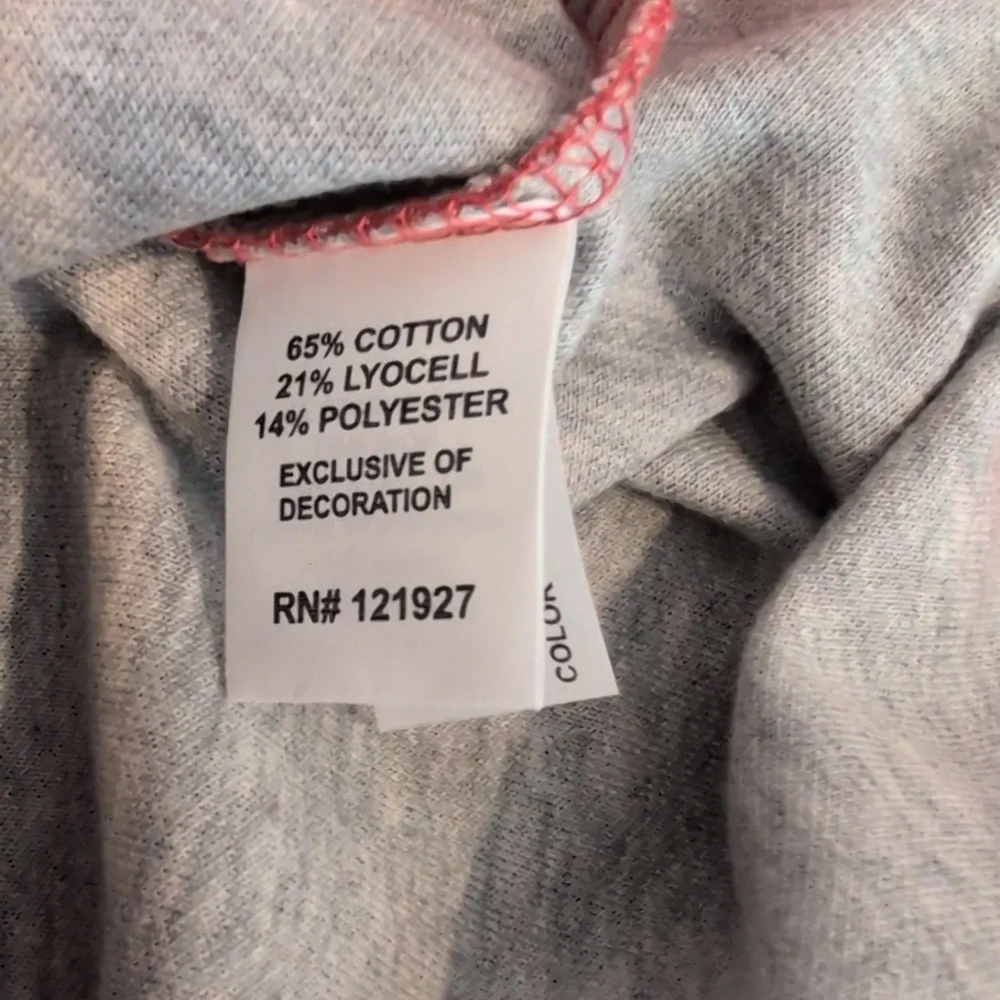 65% COTTON
21% LYOCELL
14% POLYESTER
EXCLUSIVE OF
DECORATION
RN# 121927
COLOR